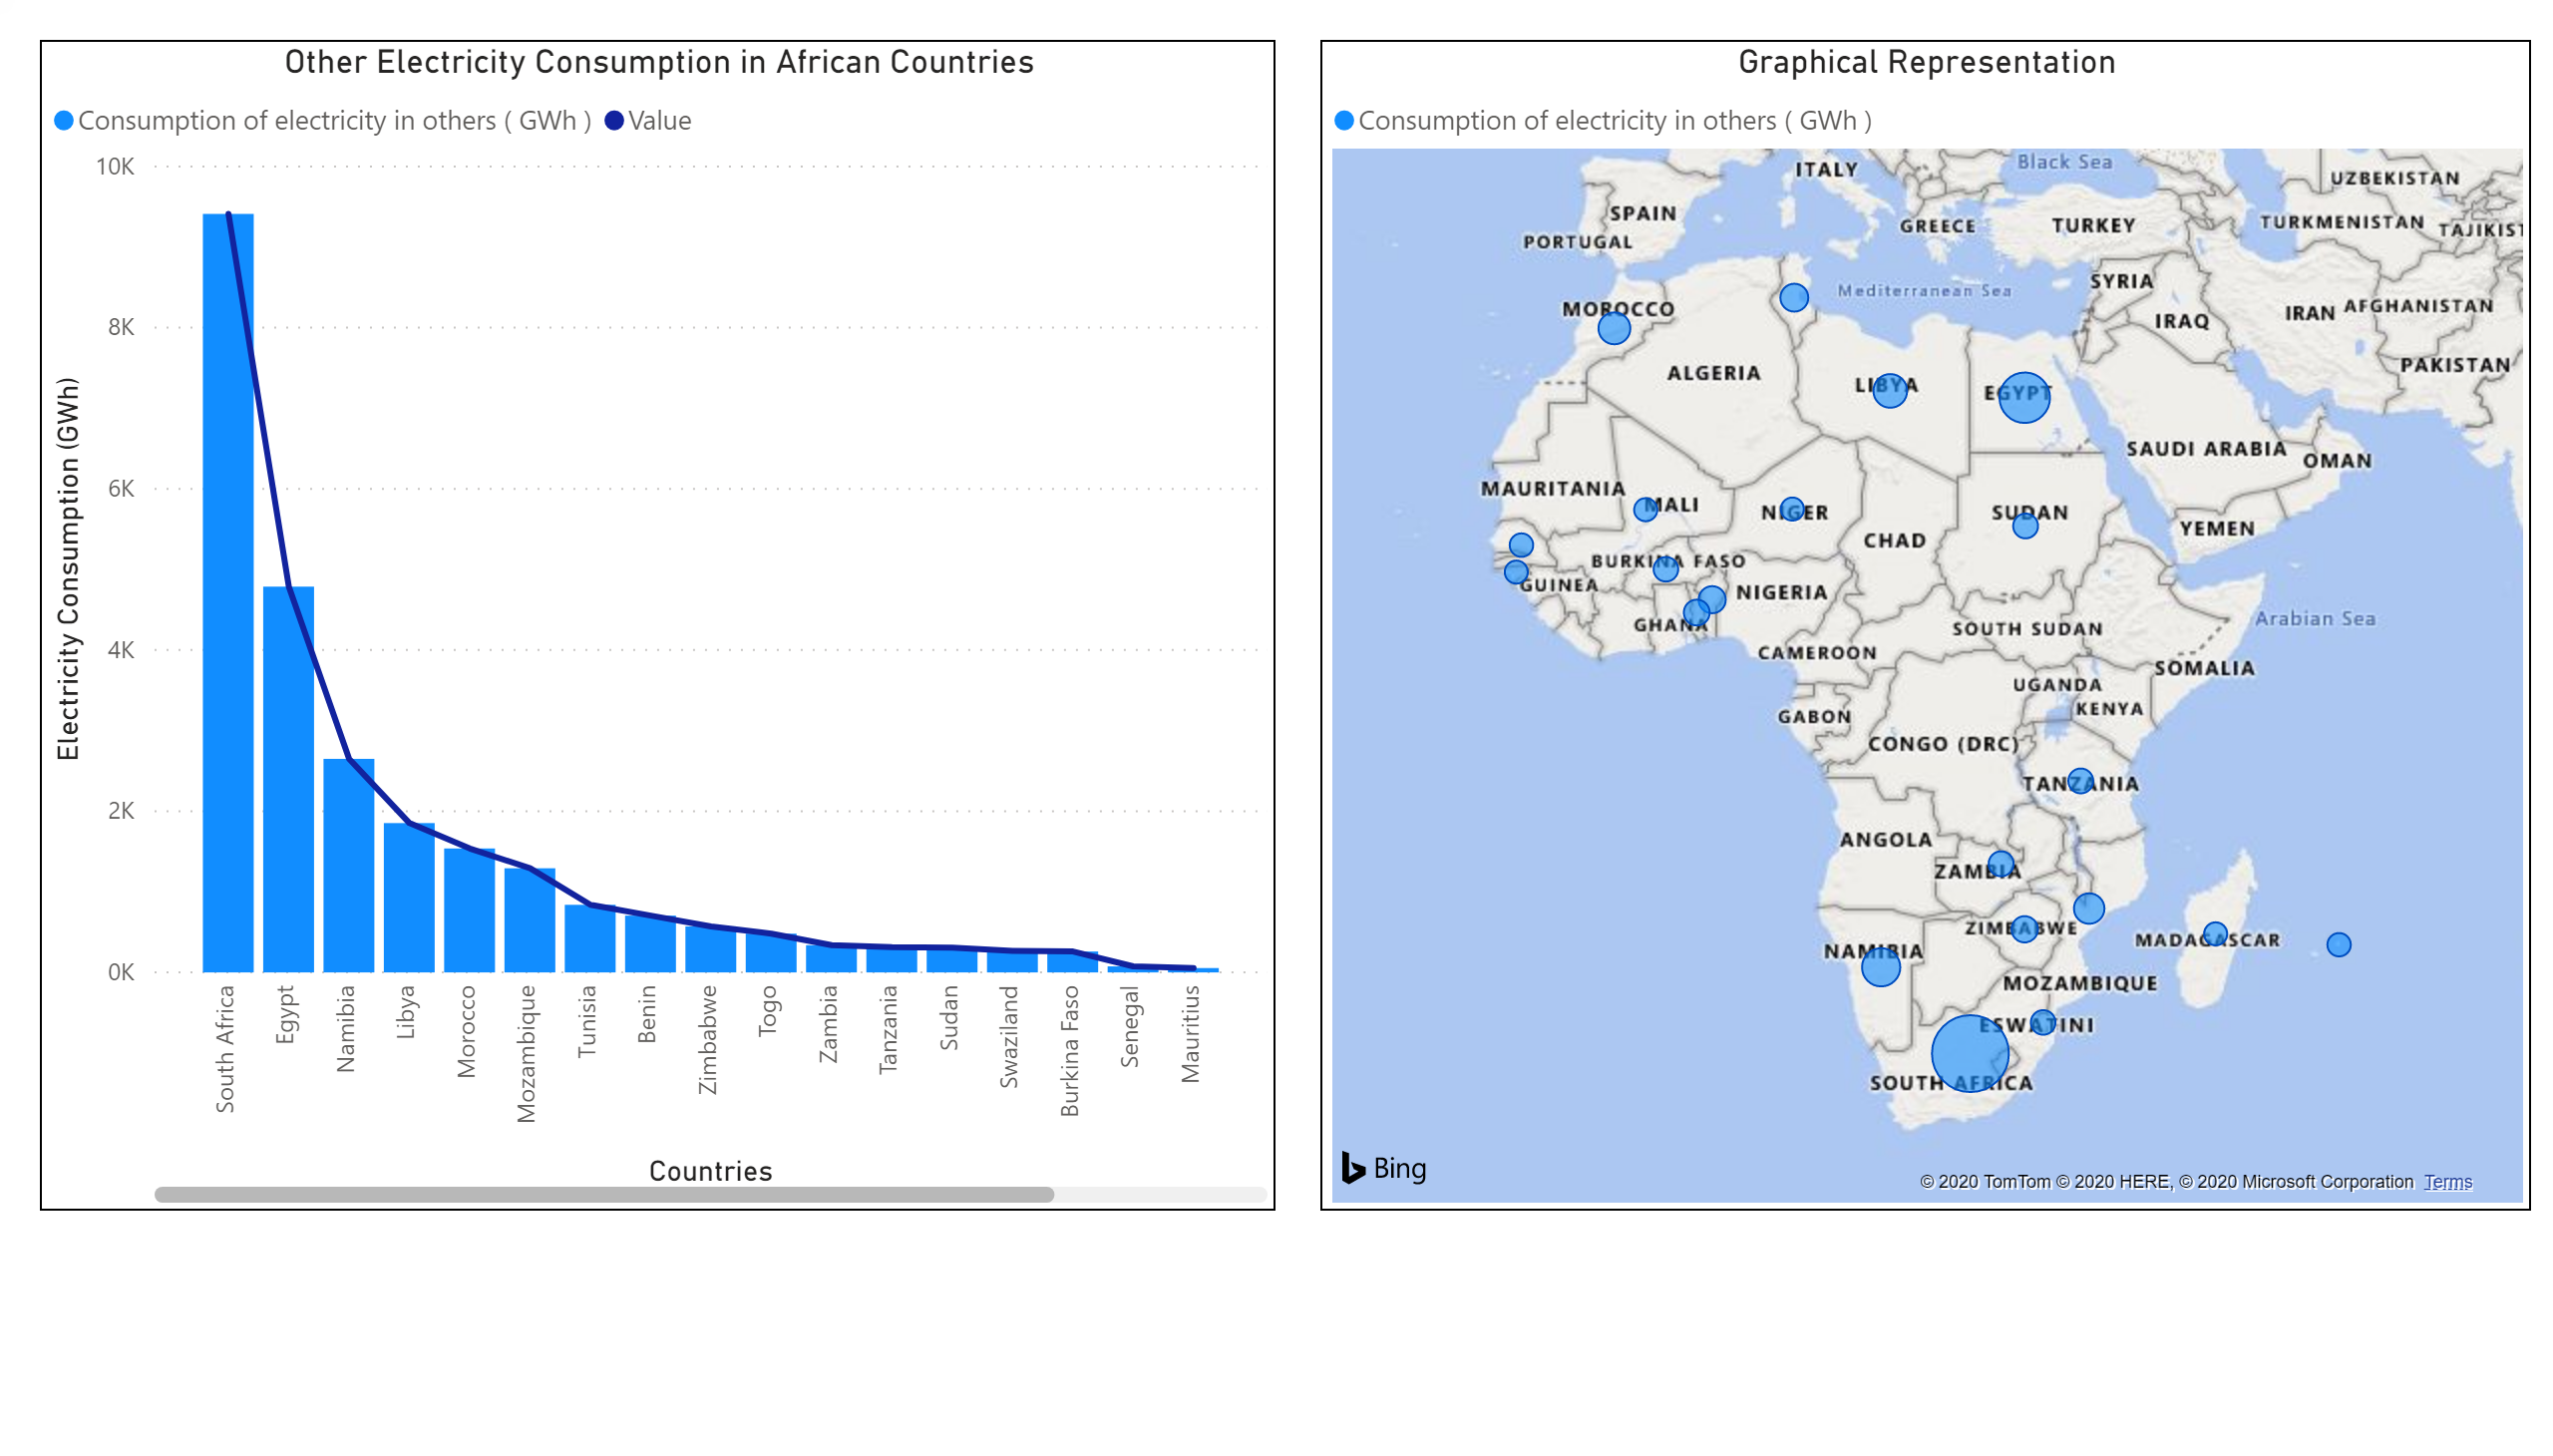 Other Electricity Consumption in African Countries
Consumption of electricity in others ( GWh ) Value
Electricity Consumption (GWh)
10K
8K
6K
4K
2K
0K
South Africa
Egypt
Namibia
Libya
Morocco
Mozambique
Tunisia
Benin
Zimbabwe
Togo
Zambia
Tanzania
Sudan
Swaziland
Burkina Faso
Senegal
Mauritius
Countries
Graphical Representation
Consumption of electricity in others ( GWh )
ITALY
Black Sea
UZBEKISTAN
SPAIN
GREECE
TURKEY
TURKMENISTAN
TAJIKIST
PORTUGAL
SYRIA
Mediterranean Sea
MOROCCO
IRAQ
IRAN
AFGHANISTAN
PAKISTAN
ALGERIA
LIBYA
EGYPT
SAUDI ARABIA
OMAN
MAURITANIA
MALI
NIGER
SUDAN
YEMEN
CHAD
BURKINA FASO
GUINEA
NIGERIA
GHANA
SOUTH SUDAN
Arabian Sea
CAMEROON
SOMALIA
UGANDA
KENYA
GABON
CONGO (DRC)
TANZANIA
ANGOLA
ZAMBIA
ZIMBABWE
MADAGASCAR
NAMIBIA
MOZAMBIQUE
ESWATINI
SOUTH AFRICA
Bing
© 2020 TomTom © 2020 HERE, © 2020 Microsoft Corporation Terms